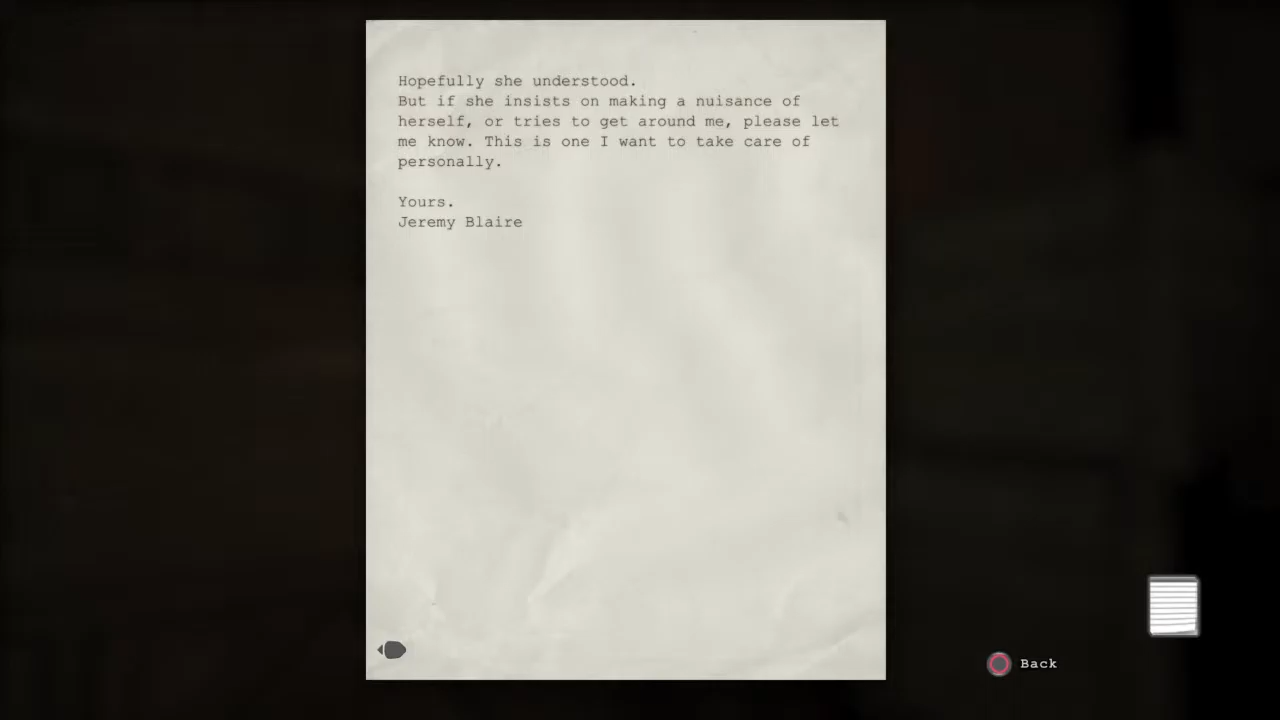 Hopefully she understood.
But if she insists on making a nuisance of
herself, or tries to get around me, please let
me know. This is one I want to take care of
personally.
Yours.
Jeremy Blaire
Back